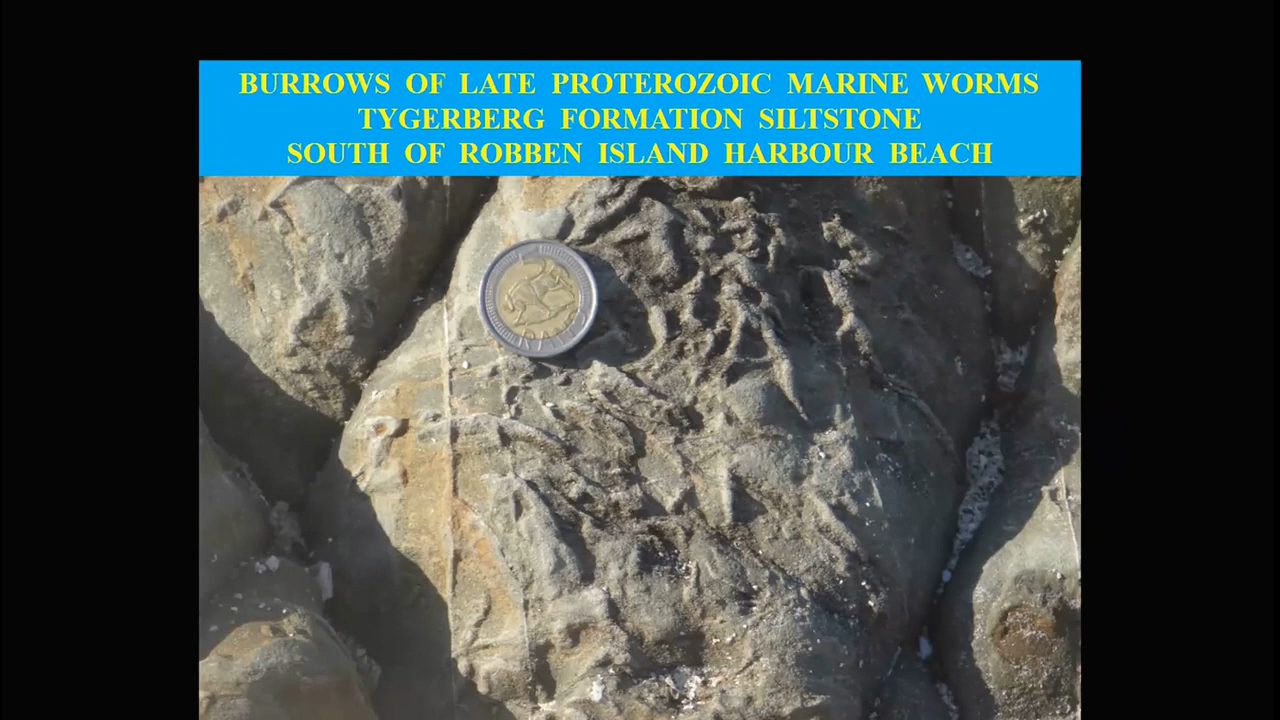 BURROWS OF LATE PROTEROZOIC MARINE WORMS
TYGERBERG FORMATION SILTSTONE
SOUTH OF ROBBEN ISLAND HARBOUR BEACH